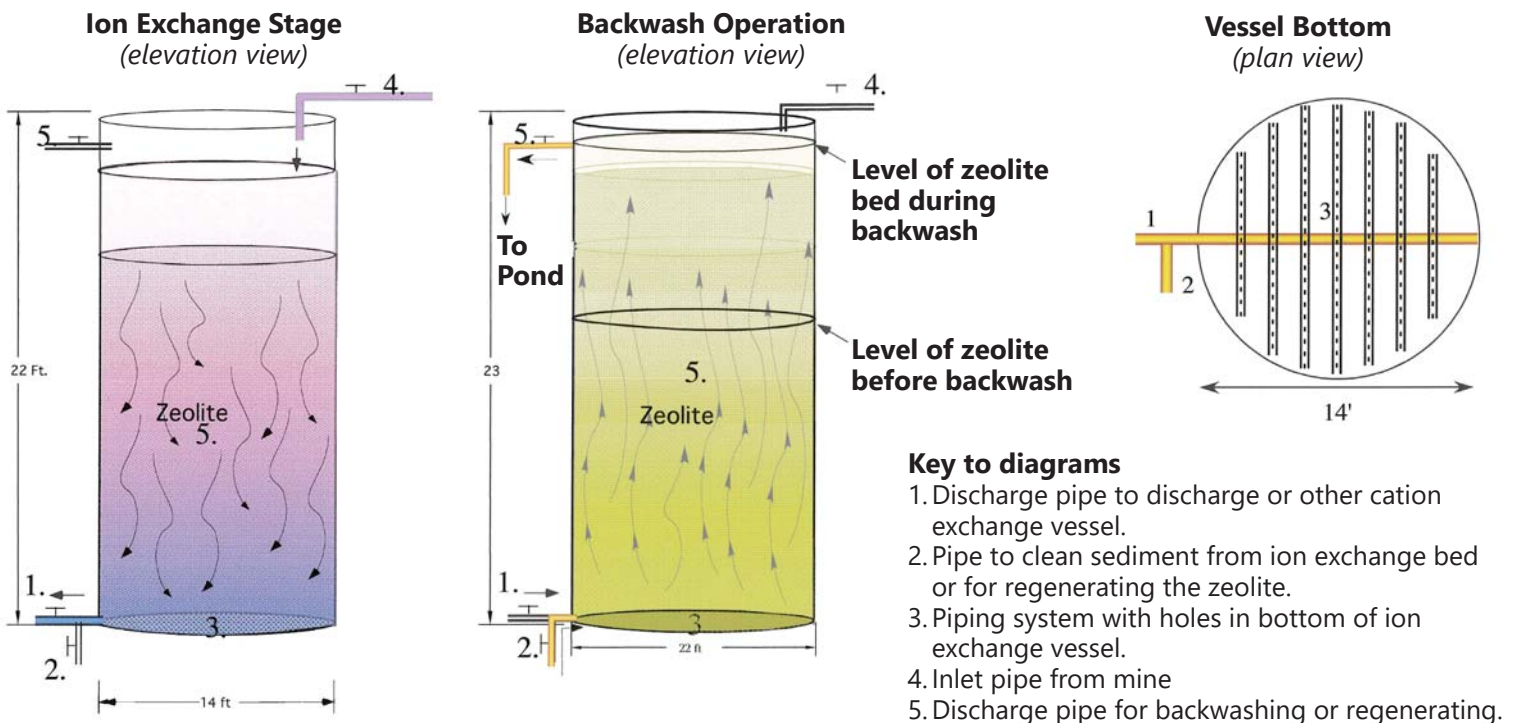 Ion Exchange Stage
(elevation view)
4.
5.
22 Ft.
Zeolite
5.
1.
3.
2.
14 ft
Backwash Operation
(elevation view)
4.
5.
To
Pond
Level of zeolite
bed during
backwash
Level of zeolite
before backwash
23
5.
Zeolite
1.
3
2.
22 ft
Vessel Bottom
(plan view)
1
3
2
14'
Key to diagrams
1. Discharge pipe to discharge or other cation
exchange vessel.
2. Pipe to clean sediment from ion exchange bed
or for regenerating the zeolite.
3. Piping system with holes in bottom of ion
exchange vessel.
4. Inlet pipe from mine
5. Discharge pipe for backwashing or regenerating.